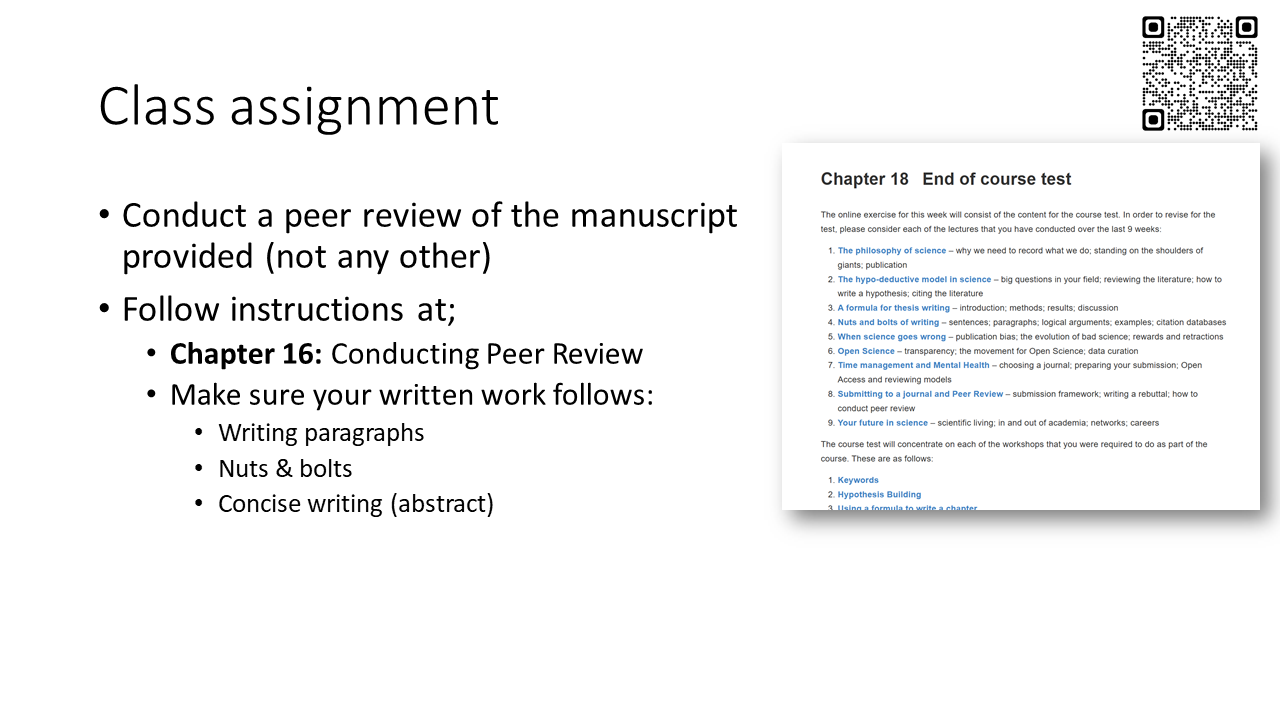 Class assignment
• Conduct a peer review of the manuscript
provided (not any other)
• Follow instructions at;
• Chapter 16: Conducting Peer Review
• Make sure your written work follows:
• Writing paragraphs
• Nuts & bolts
• Concise writing (abstract)
Chapter 18 End of course test
The online exercise for this week will consist of the content for the course test. In order to revise for the
test, please consider each of the lectures that you have conducted over the last 9 weeks:
1. The philosophy of science – why we need to record what we do; standing on the shoulders of
giants; publication
2. The hypo-deductive model in science – big questions in your field; reviewing the literature; how to
write a hypothesis; citing the literature
3. A formula for thesis writing – introduction; methods; results; discussion
4. Nuts and bolts of writing – sentences; paragraphs; logical arguments; examples; citation databases
5. When science goes wrong – publication bias; the evolution of bad science; rewards and retractions
6. Open Science – transparency; the movement for Open Science; data curation
7. Time management and Mental Health – choosing a journal; preparing your submission; Open
Access and reviewing models
8. Submitting to a journal and Peer Review – submission framework; writing a rebuttal; how to
conduct peer review
9. Your future in science – scientific living; in and out of academia; networks; careers
The course test will concentrate on each of the workshops that you were required to do as part of the
course. These are as follows:
1. Keywords
2. Hypothesis Building
3. Using a formula to write a chapter